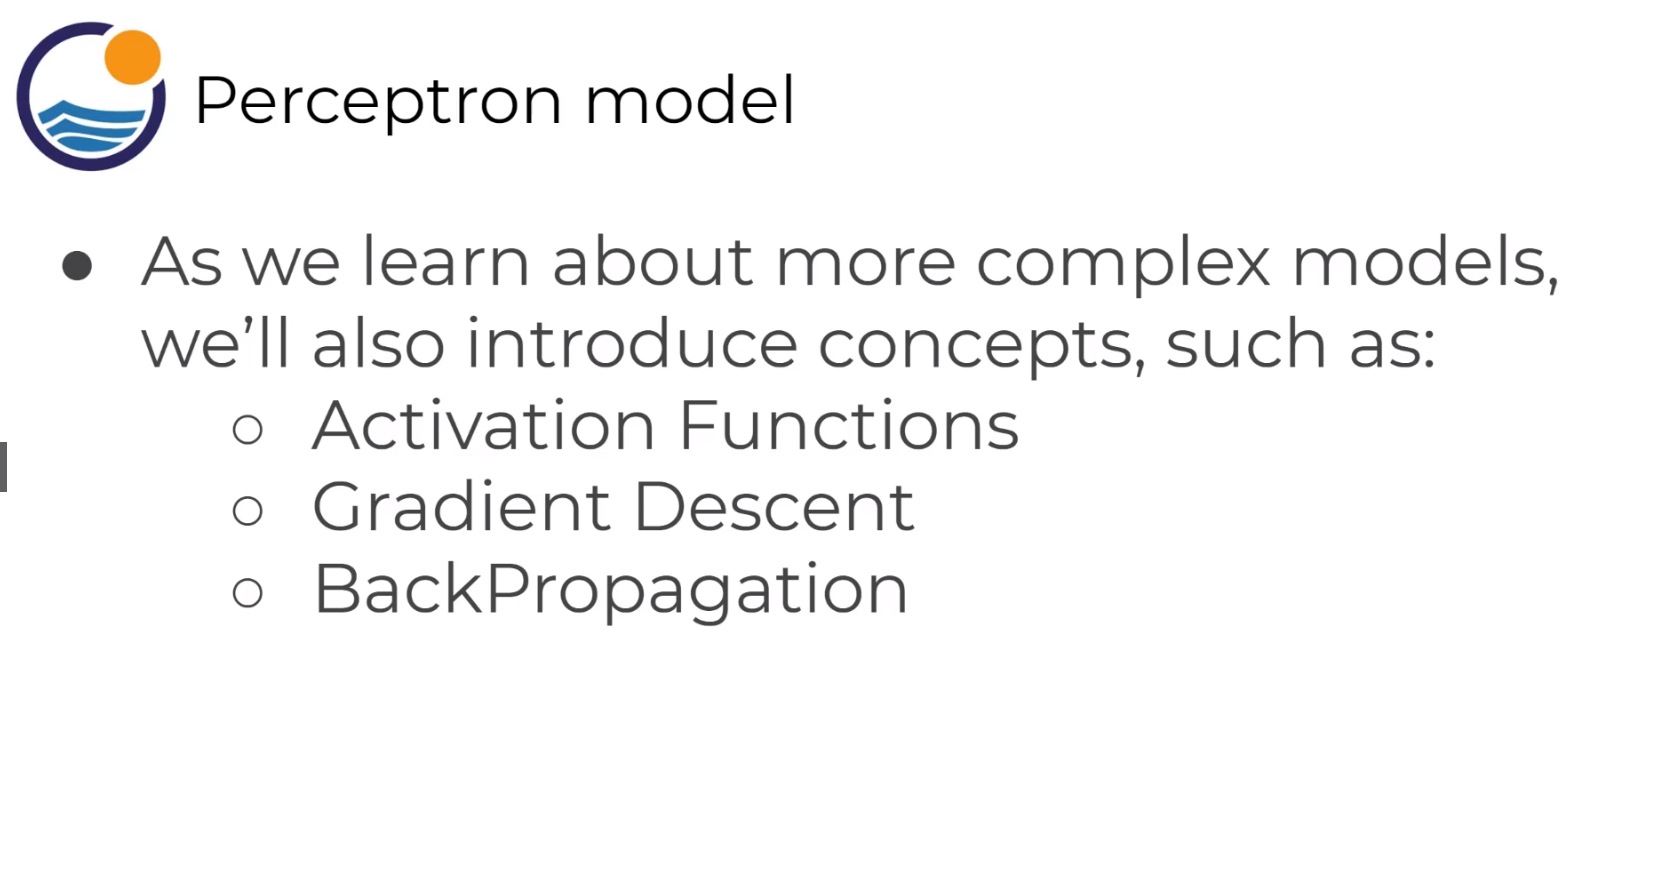 Perceptron model
● As we learn about more complex models,
we’ll also introduce concepts, such as:
○ Activation Functions
○ Gradient Descent
○ BackPropagation